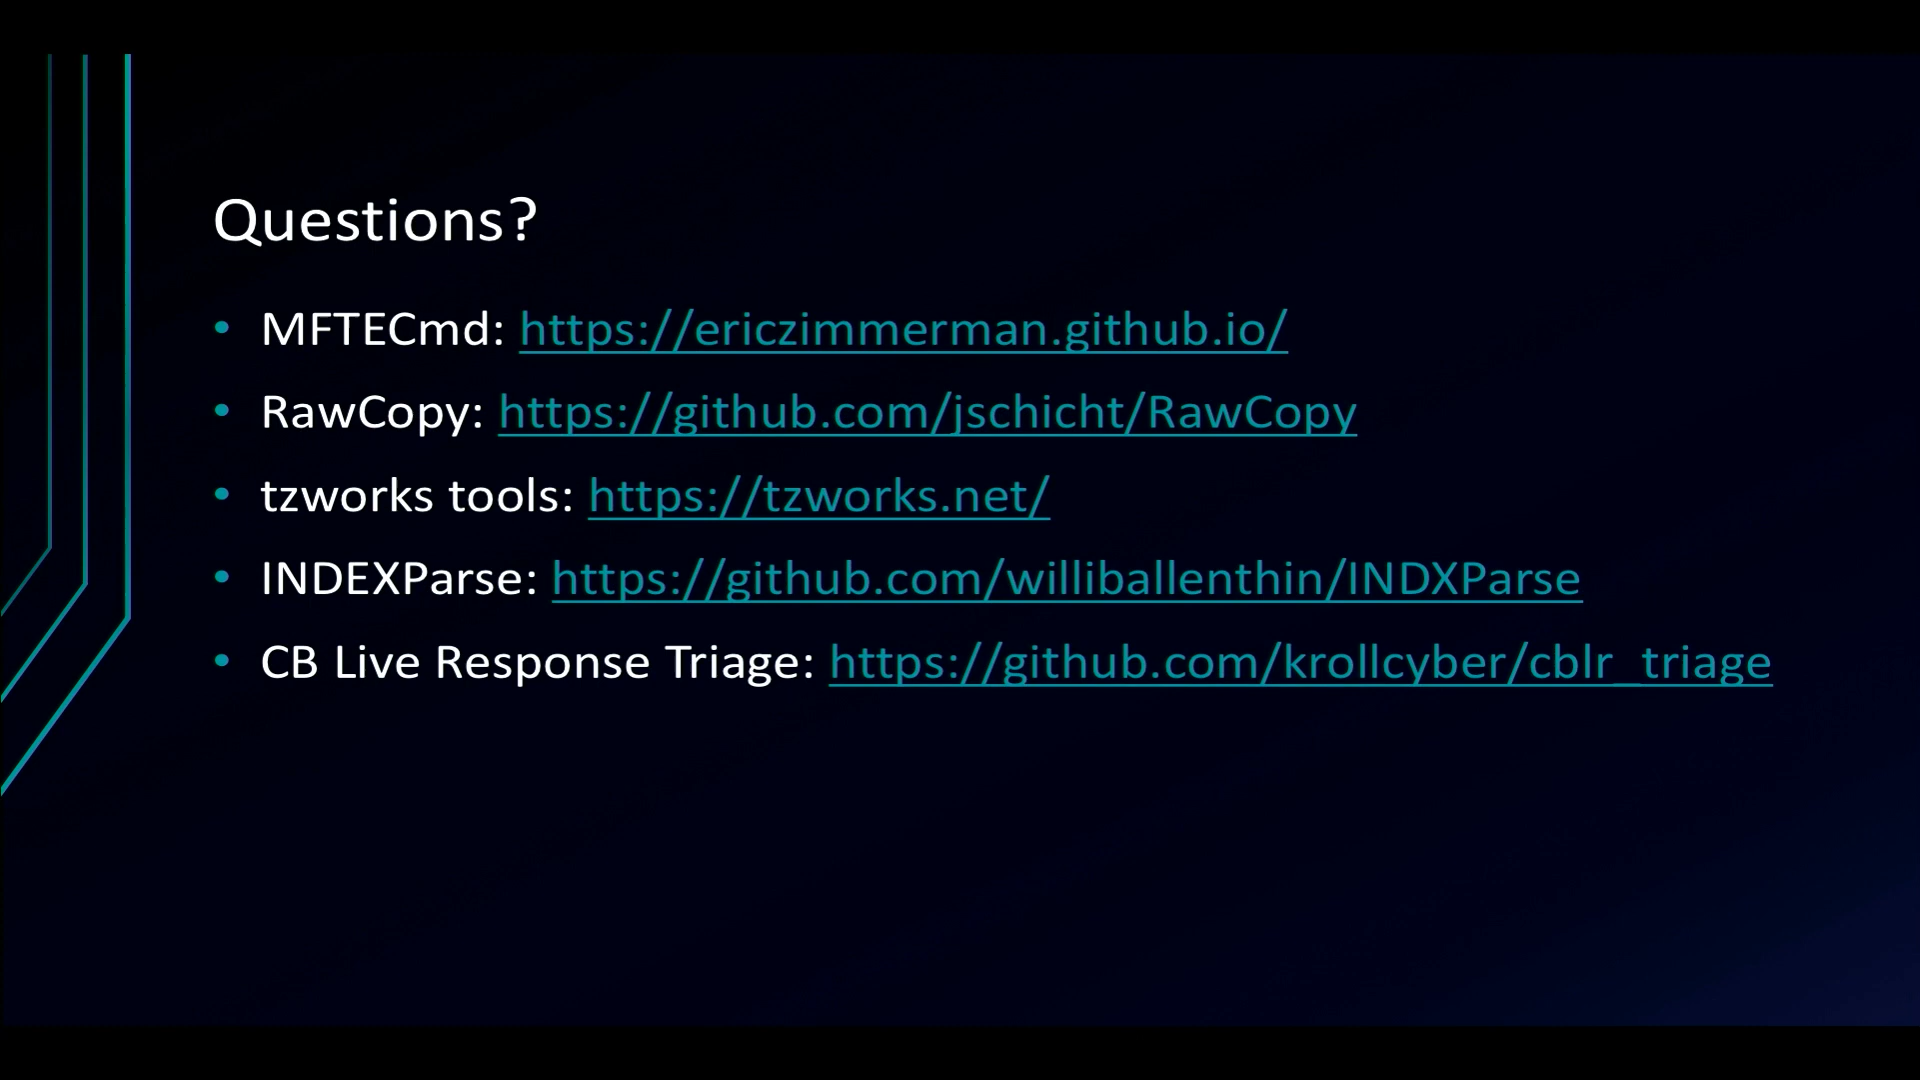 Questions?
• MFTECmd: https://ericzimmerman.github.io/
• RawCopy: https://github.com/jschicht/RawCopy
• tzworks tools: https://tzworks.net/
• INDEXParse: https://github.com/williballenthin/INDXParse
• CB Live Response Triage: https://github.com/krollcyber/cblr_triage